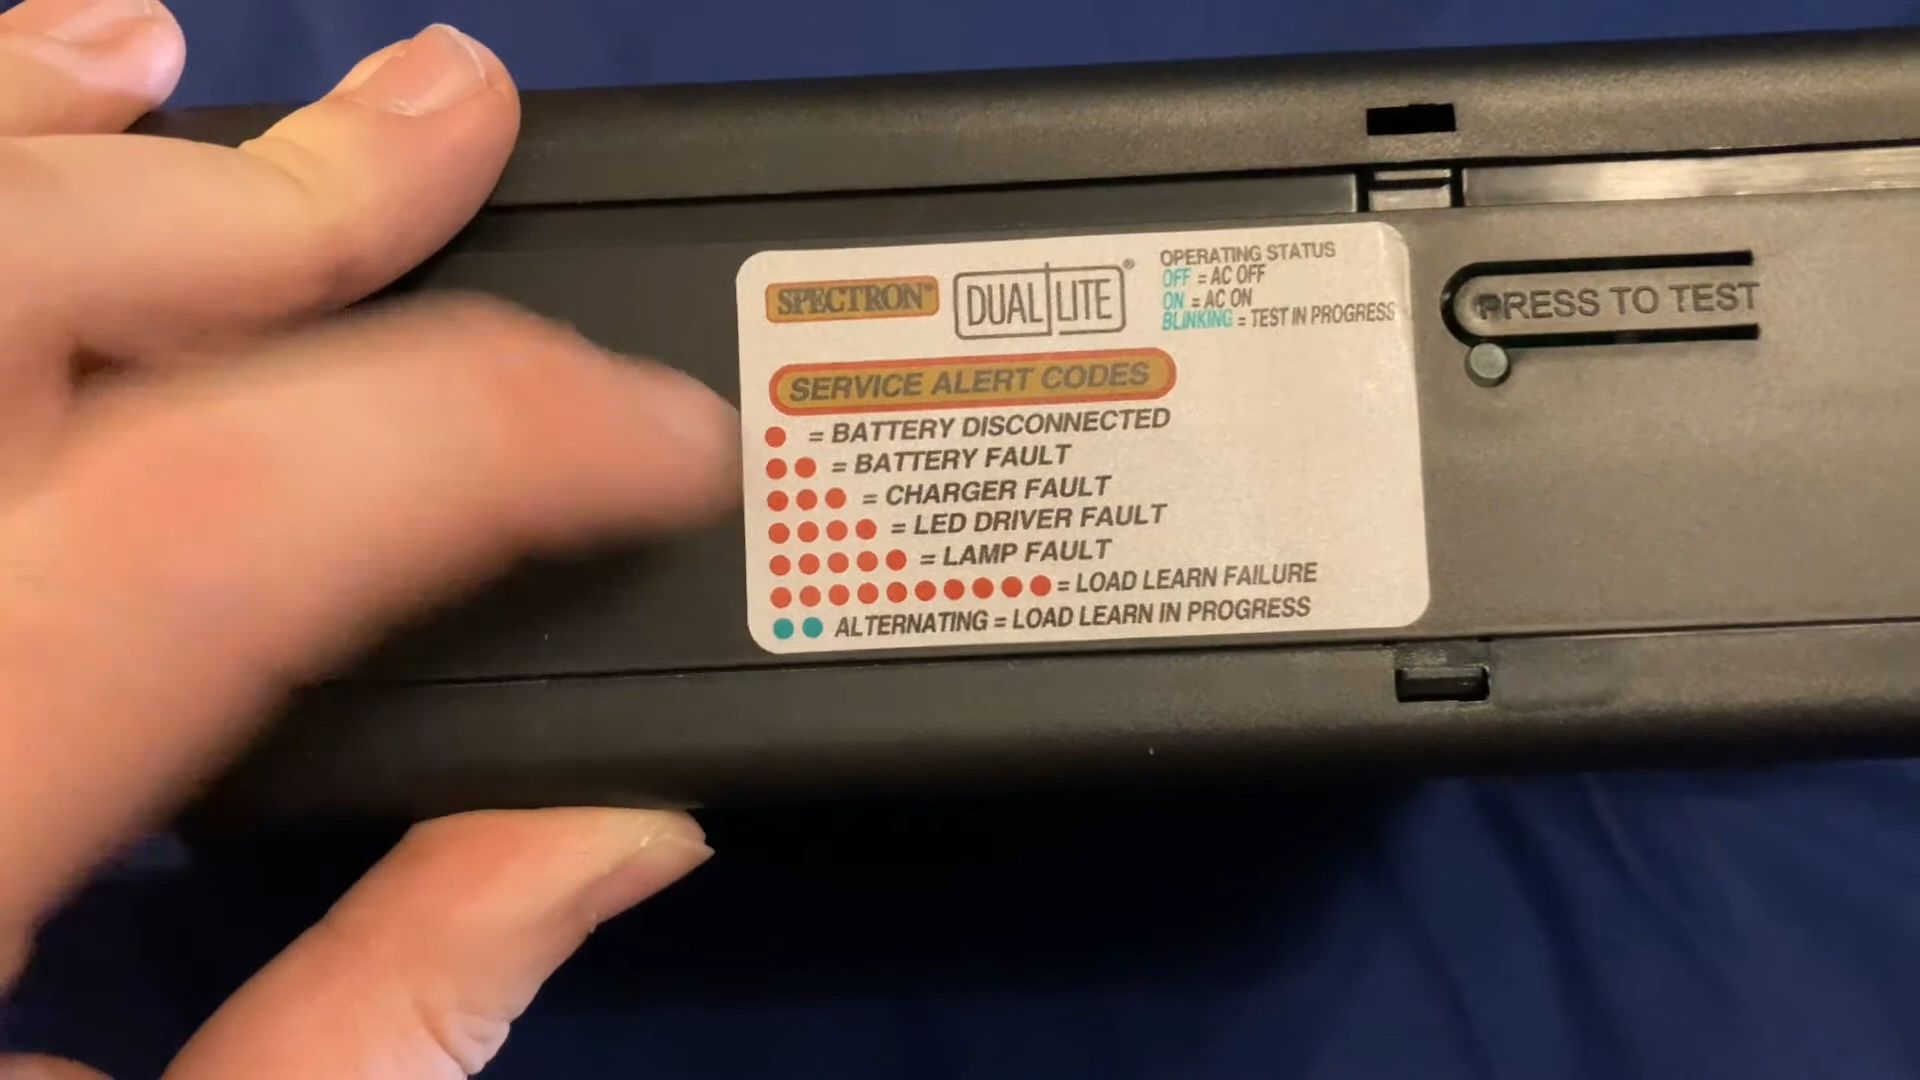 SPECTRON®
DUAL LITE®
OPERATING STATUS
OFF = AC OFF
ON = AC ON
BLINKING = TEST IN PROGRESS
SERVICE ALERT CODES
= BATTERY DISCONNECTED
= BATTERY FAULT
= CHARGER FAULT
= LED DRIVER FAULT
= LAMP FAULT
= LOAD LEARN FAILURE
ALTERNATING = LOAD LEARN IN PROGRESS
PRESS TO TEST